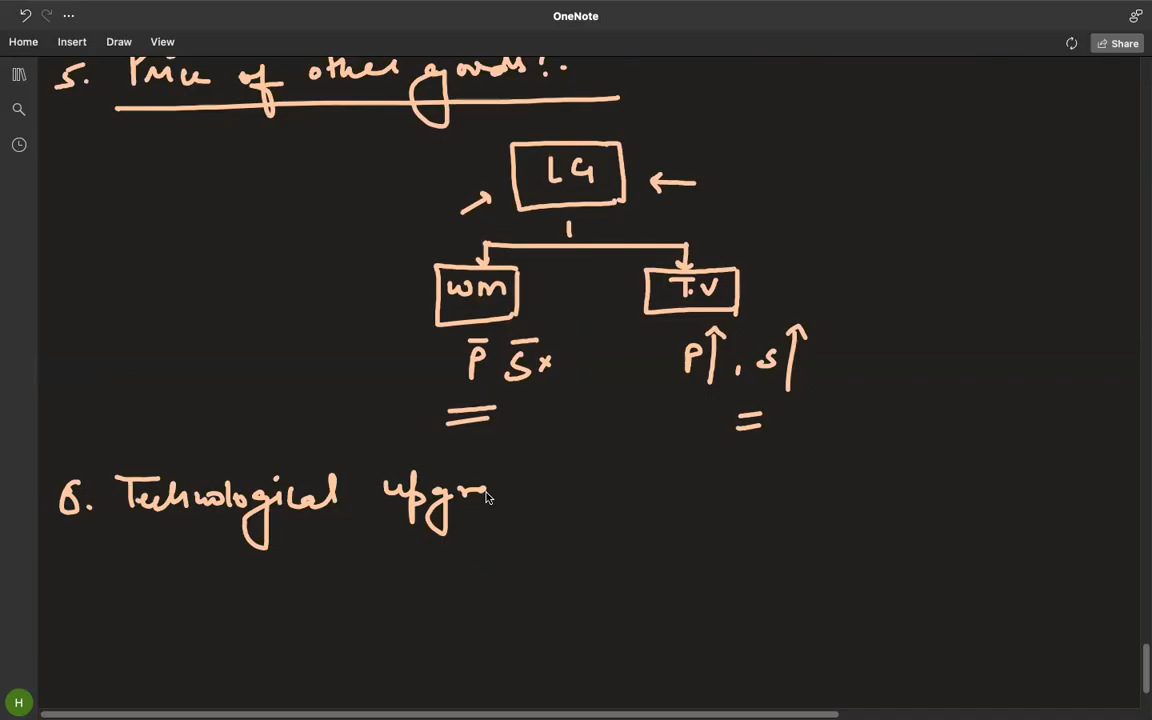 OneNote
Home Insert Draw View Share
5. Price of other goods:.
LG
WM T.V
P̅ S̅ x P↑, S↑
6. Technological upgr
H